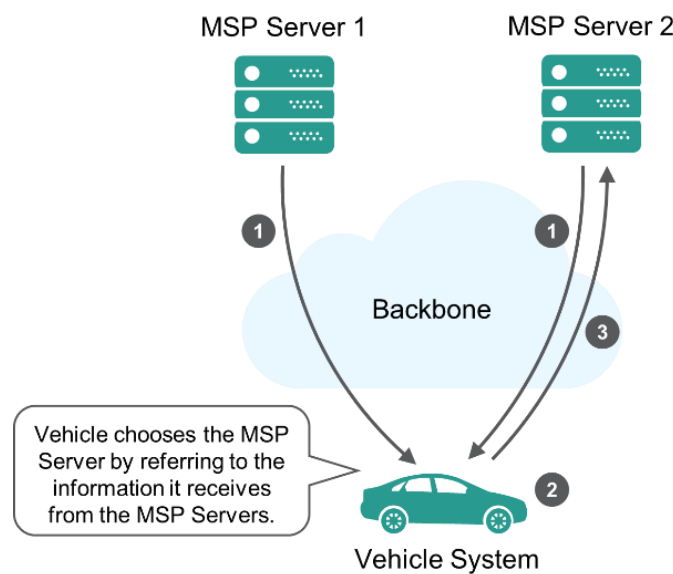 MSP Server 1
MSP Server 2
1
1
Backbone
3
Vehicle chooses the MSP
Server by referring to the
information it receives
from the MSP Servers.
2
Vehicle System